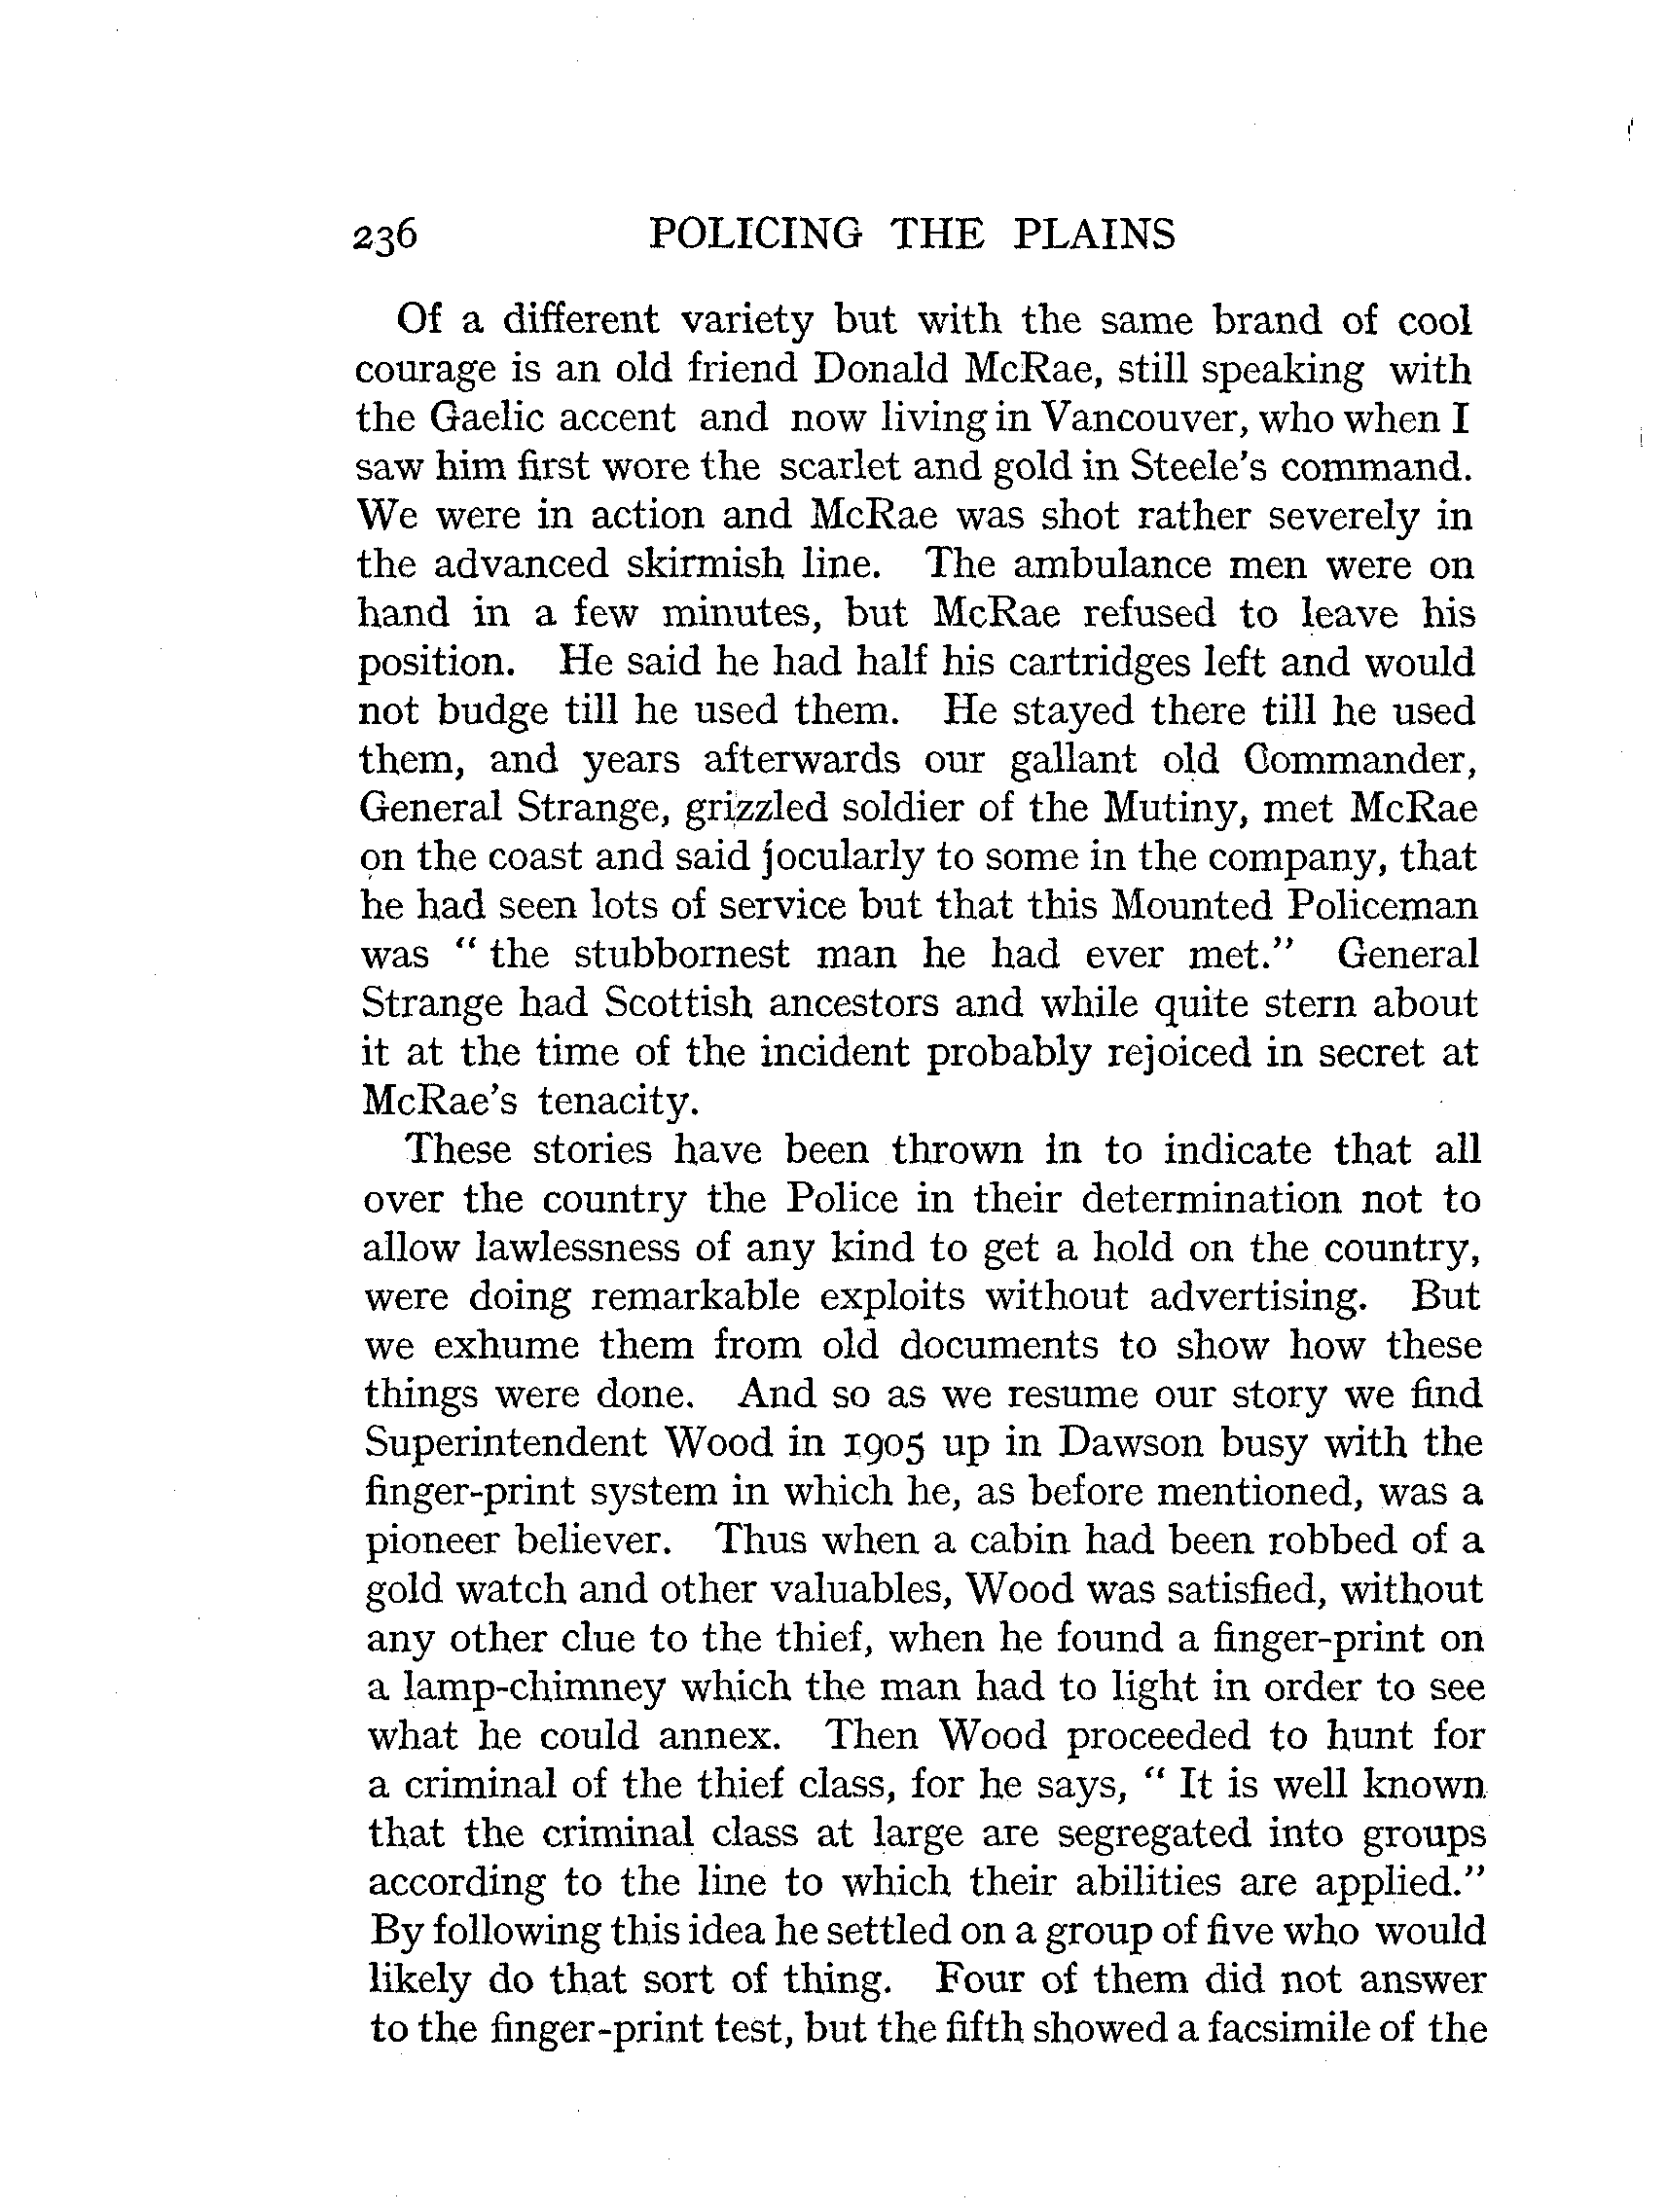 236 POLICING THE PLAINS
Of a different variety but with the same brand of cool
courage is an old friend Donald McRae, still speaking with
the Gaelic accent and now living in Vancouver, who when I
saw him first wore the scarlet and gold in Steele's command.
We were in action and McRae was shot rather severely in
the advanced skirmish line. The ambulance men were on
hand in a few minutes, but McRae refused to leave his
position. He said he had half his cartridges left and would
not budge till he used them. He stayed there till he used
them, and years afterwards our gallant old Commander,
General Strange, grizzled soldier of the Mutiny, met McRae
on the coast and said jocularly to some in the company, that
he had seen lots of service but that this Mounted Policeman
was " the stubbornest man he had ever met." General
Strange had Scottish ancestors and while quite stern about
it at the time of the incident probably rejoiced in secret at
McRae's tenacity.
These stories have been thrown in to indicate that all
over the country the Police in their determination not to
allow lawlessness of any kind to get a hold on the country,
were doing remarkable exploits without advertising. But
we exhume them from old documents to show how these
things were done. And so as we resume our story we find
Superintendent Wood in 1905 up in Dawson busy with the
finger-print system in which he, as before mentioned, was a
pioneer believer. Thus when a cabin had been robbed of a
gold watch and other valuables, Wood was satisfied, without
any other clue to the thief, when he found a finger-print on
a lamp-chimney which the man had to light in order to see
what he could annex. Then Wood proceeded to hunt for
a criminal of the thief class, for he says, " It is well known
that the criminal class at large are segregated into groups
according to the line to which their abilities are applied."
By following this idea he settled on a group of five who would
likely do that sort of thing. Four of them did not answer
to the finger-print test, but the fifth showed a facsimile of the